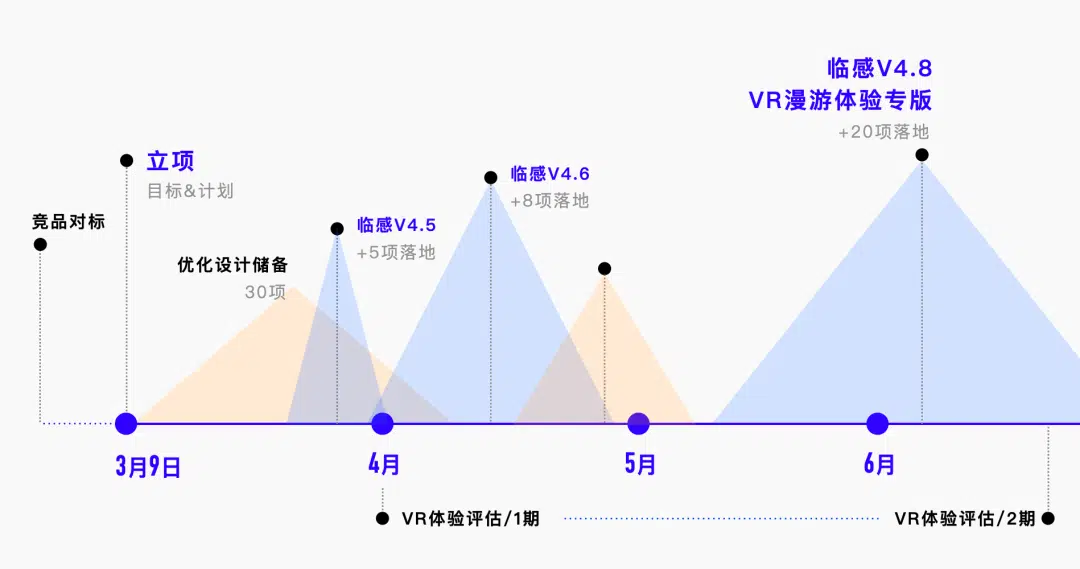 临感V4.8
VR漫游体验专版
+20项落地
立项
目标&计划
竞品对标
临感V4.6
+8项落地
临感V4.5
+5项落地
优化设计储备
30项
3月9日
4月
5月
6月
VR体验评估/1期
VR体验评估/2期